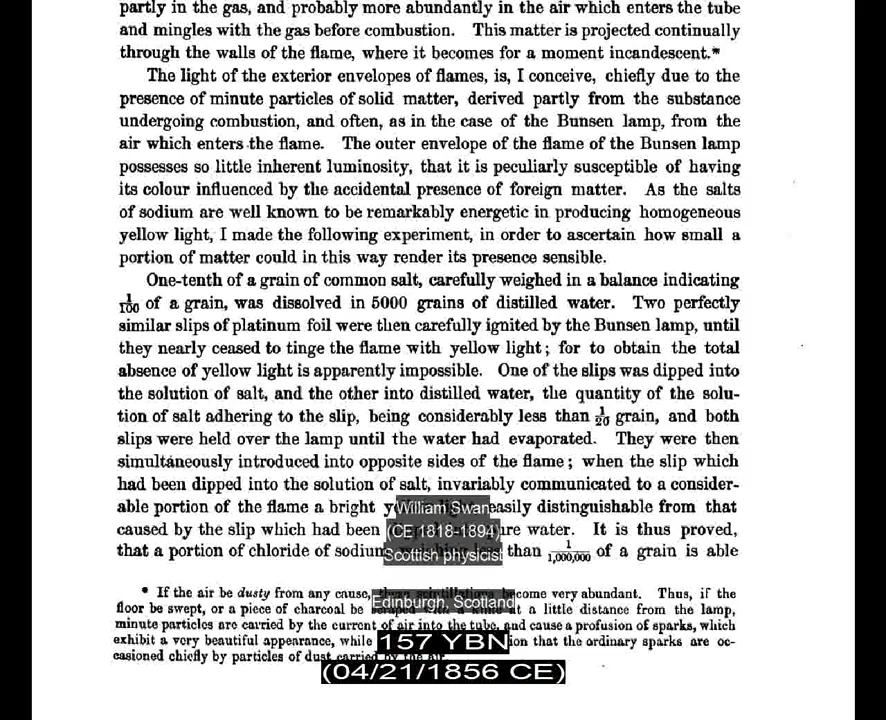 partly in the gas, and probably more abundantly in the air which enters the tube
and mingles with the gas before combustion. This matter is projected continually
through the walls of the flame, where it becomes for a moment incandescent.*
The light of the exterior envelopes of flames, is, I conceive, chiefly due to the
presence of minute particles of solid matter, derived partly from the substance
undergoing combustion, and often, as in the case of the Bunsen lamp, from the
air which enters the flame. The outer envelope of the flame of the Bunsen lamp
possesses so little inherent luminosity, that it is peculiarly susceptible of having
its colour influenced by the accidental presence of foreign matter. As the salts
of sodium are well known to be remarkably energetic in producing homogeneous
yellow light, I made the following experiment, in order to ascertain how small a
portion of matter could in this way render its presence sensible.
One-tenth of a grain of common salt, carefully weighed in a balance indicating
1/100 of a grain, was dissolved in 5000 grains of distilled water. Two perfectly
similar slips of platinum foil were then carefully ignited by the Bunsen lamp, until
they nearly ceased to tinge the flame with yellow light; for to obtain the total
absence of yellow light is apparently impossible. One of the slips was dipped into
the solution of salt, and the other into distilled water, the quantity of the solu-
tion of salt adhering to the slip, being considerably less than 1/20 grain, and both
slips were held over the lamp until the water had evaporated. They were then
simultaneously introduced into opposite sides of the flame; when the slip which
had been dipped into the solution of salt, invariably communicated to a consider-
able portion of the flame a bright easily distinguishable from that
caused by the slip which had been water. It is thus proved,
that a portion of chloride of sodium, than 1/1,000,000 of a grain is able
* If the air be dusty from any cause, become very abundant. Thus, if the
floor be swept, or a piece of charcoal be at a little distance from the lamp,
minute particles are carried by the current of air into the tube, and cause a profusion of sparks, which
exhibit a very beautiful appearance, while that the ordinary sparks are oc-
casioned chiefly by particles of dust carried by the air
William Swan
(CE 1818-1894)
Scottish physicist
Edinburgh, Scotland
157 YBN
(04/21/1856 CE)